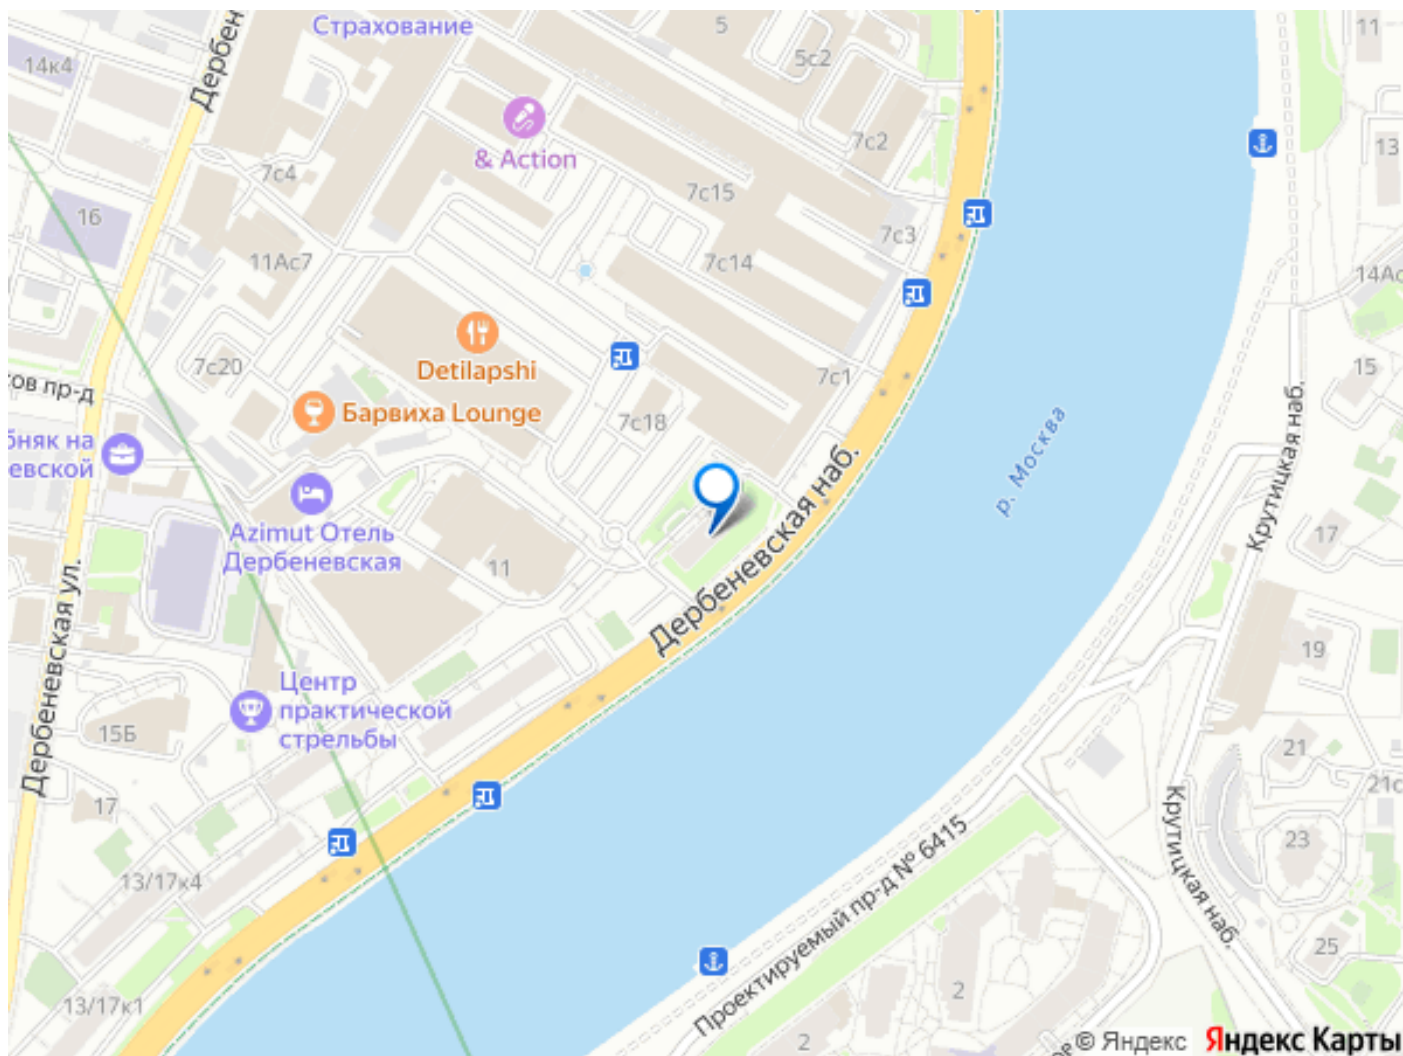 Страхование
5
5с2
11
14к4
Дербен
& Action
7с2
13
7с4
7с15
16
7с3
11Ас7
7с14
14Ас
Detilapshi
7с20
7с1
15
ов пр-д
Барвиха Lounge
7с18
бняк на
евской
р. Москва
Крутицкая наб.
Azimut Отель
Дербеневская
11
Дербеневская наб.
17
Дербеневская ул.
19
Центр
практической
стрельбы
15Б
21
21с
17
Крутицкая наб.
23
Проектируемый пр-д № 6415
13/17к4
25
2
13/17к1
2
© Яндекс
Яндекс Карты